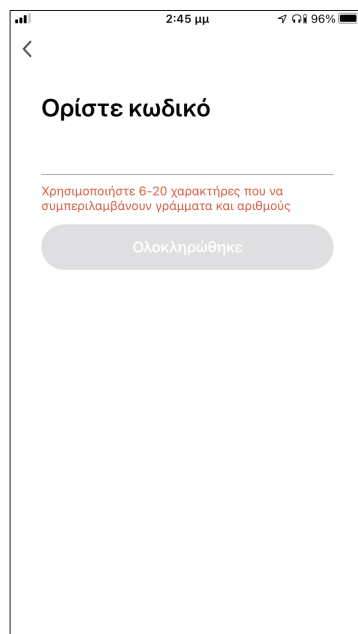 2:45 μμ
96%
Ορίστε κωδικό
Χρησιμοποιήστε 6-20 χαρακτήρες που να
συμπεριλαμβάνουν γράμματα και αριθμούς
Ολοκληρώθηκε